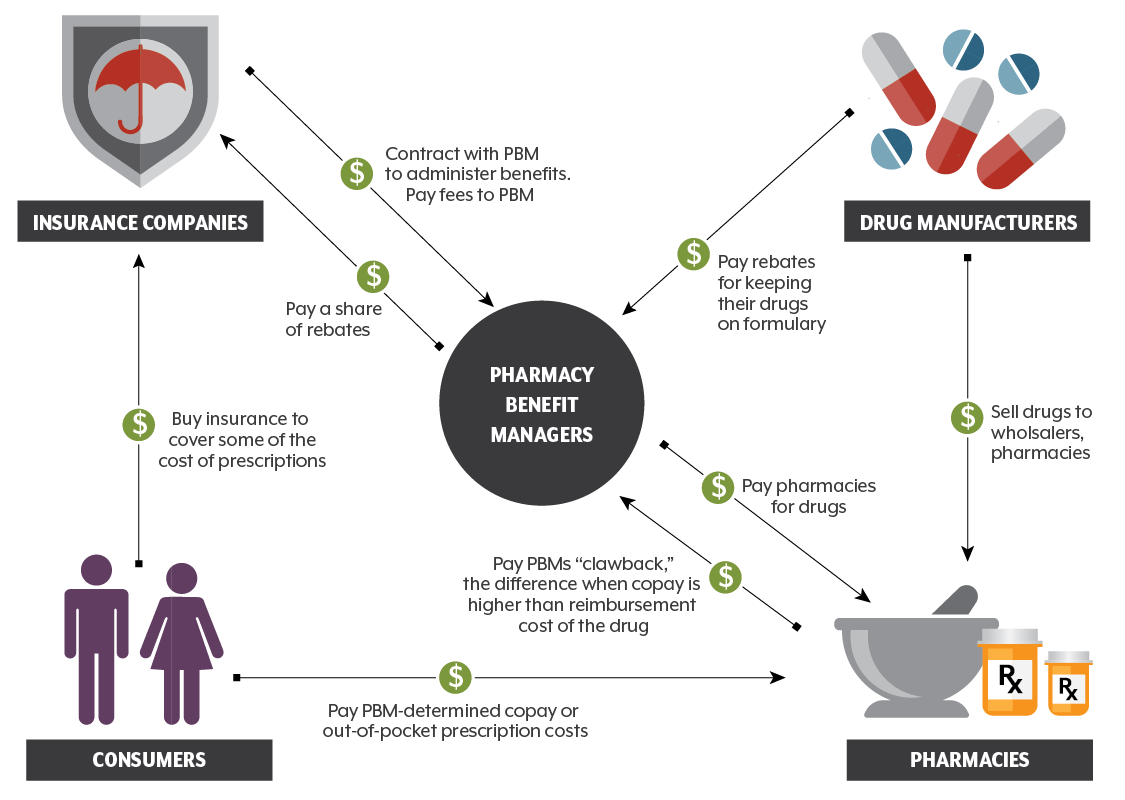 Contract with PBM
to administer benefits.
Pay fees to PBM
INSURANCE COMPANIES
DRUG MANUFACTURERS
Pay rebates
for keeping
their drugs
on formulary
Pay a share
of rebates
PHARMACY
BENEFIT
MANAGERS
Buy insurance to
cover some of the
cost of prescriptions
Sell drugs to
wholsalers,
pharmacies
Pay pharmacies
for drugs
Pay PBMs “clawback,”
the difference when copay is
higher than reimbursement
cost of the drug
Pay PBM-determined copay or
out-of-pocket prescription costs
CONSUMERS
PHARMACIES
$
$
$
$
$
$
$
$
Rx
Rx